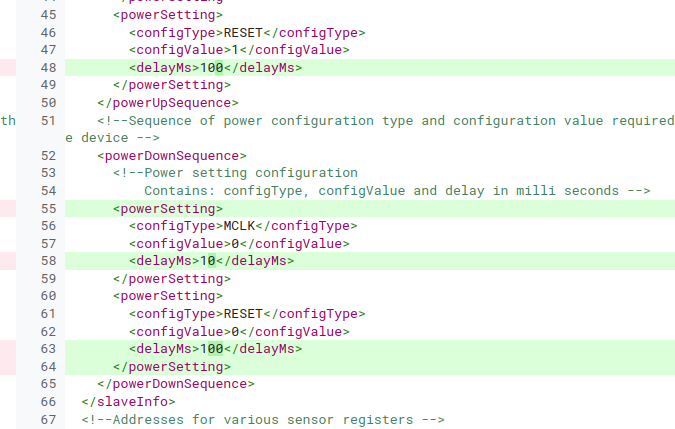 45 <powerSetting>
46 <configType>RESET</configType>
47 <configValue>1</configValue>
48 <delayMs>100</delayMs>
49 </powerSetting>
50 </powerUpSequence>
th 51 <!--Sequence of power configuration type and configuration value required
e device -->
52 <powerDownSequence>
53 <!--Power setting configuration
54 Contains: configType, configValue and delay in milli seconds -->
55 <powerSetting>
56 <configType>MCLK</configType>
57 <configValue>0</configValue>
58 <delayMs>10</delayMs>
59 </powerSetting>
60 <powerSetting>
61 <configType>RESET</configType>
62 <configValue>0</configValue>
63 <delayMs>100</delayMs>
64 </powerSetting>
65 </powerDownSequence>
66 </slaveInfo>
67 <!--Addresses for various sensor registers -->